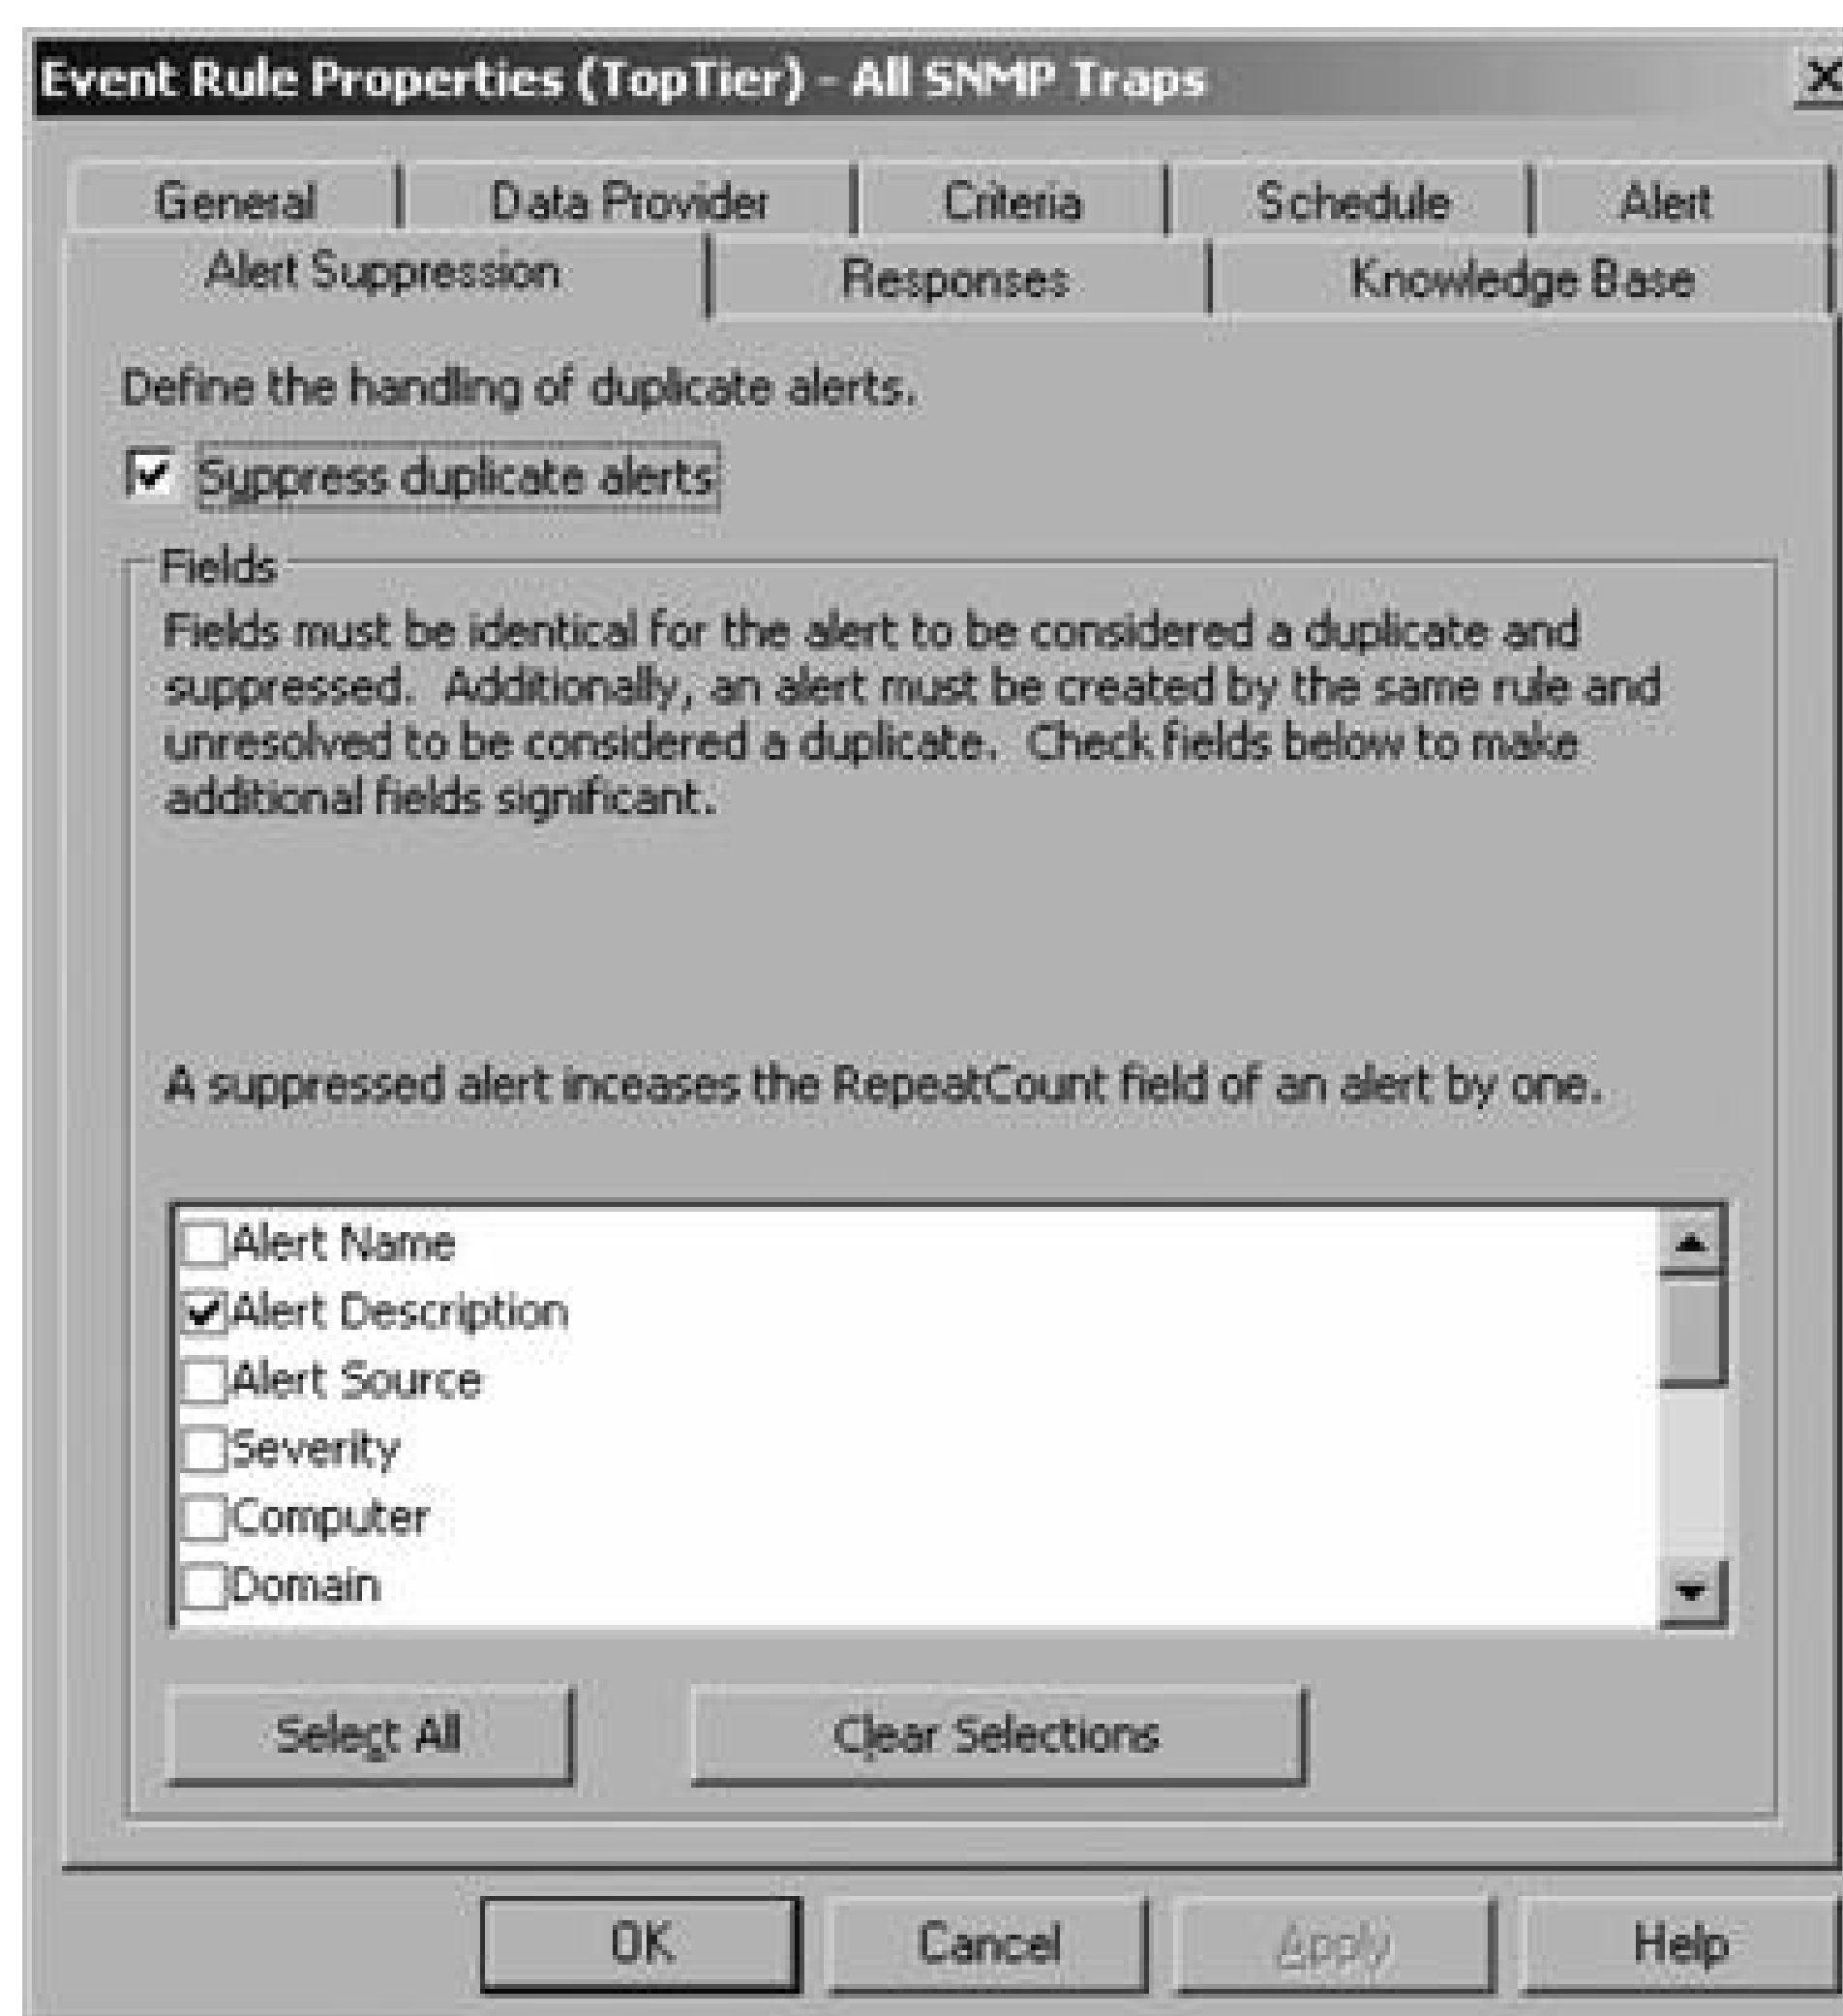 Event Rule Properties (TopTier) - All SNMP Traps
General
Data Provider
Criteria
Schedule
Alert
Alert Suppression
Responses
Knowledge Base
Define the handling of duplicate alerts.
Suppress duplicate alerts
Fields
Fields must be identical for the alert to be considered a duplicate and
suppressed. Additionally, an alert must be created by the same rule and
unresolved to be considered a duplicate. Check fields below to make
additional fields significant.
A suppressed alert inceases the RepeatCount field of an alert by one.
Alert Name
Alert Description
Alert Source
Severity
Computer
Domain
Select All
Clear Selections
OK
Cancel
Apply
Help